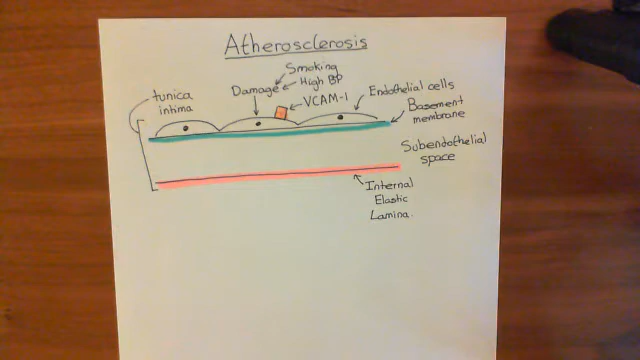 Atherosclerosis
Smoking
Damage
High BP
VCAM-1
Endothelial cells
tunica
intima
Basement
membrane
Subendothelial
space
Internal
Elastic
Lamina.